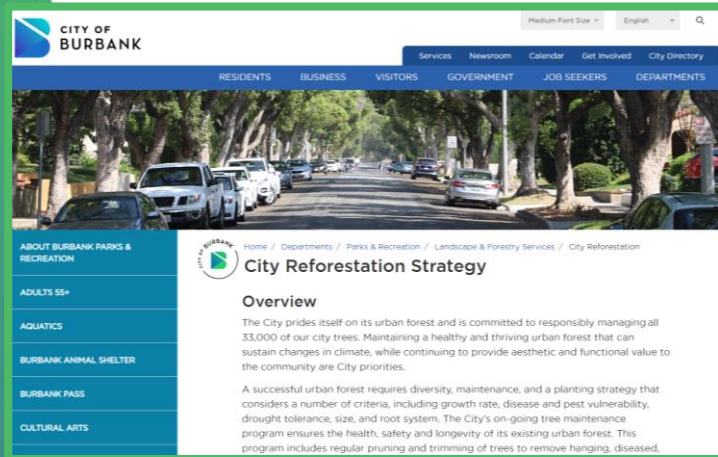 CITY OF
BURBANK
Medium Font Size
English
Services Newsroom Calendar Get Involved City Directory
RESIDENTS BUSINESS VISITORS GOVERNMENT JOB SEEKERS DEPARTMENTS
ABOUT BURBANK PARKS &
RECREATION
ADULTS 55+
AQUATICS
BURBANK ANIMAL SHELTER
BURBANK PASS
CULTURAL ARTS
CITY OF BURBANK
Home / Departments / Parks & Recreation / Landscape & Forestry Services / City Reforestation
City Reforestation Strategy
Overview
The City prides itself on its urban forest and is committed to responsibly managing all
33,000 of our city trees. Maintaining a healthy and thriving urban forest that can
sustain changes in climate, while continuing to provide aesthetic and functional value to
the community are City priorities.
A successful urban forest requires diversity, maintenance, and a planting strategy that
considers a number of criteria, including growth rate, disease and pest vulnerability,
drought tolerance, size, and root system. The City's on-going tree maintenance
program ensures the health, safety and longevity of its existing urban forest. This
program includes regular pruning and trimming of trees to remove hanging, diseased,